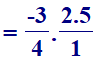 = -3/4 . 2.5/1